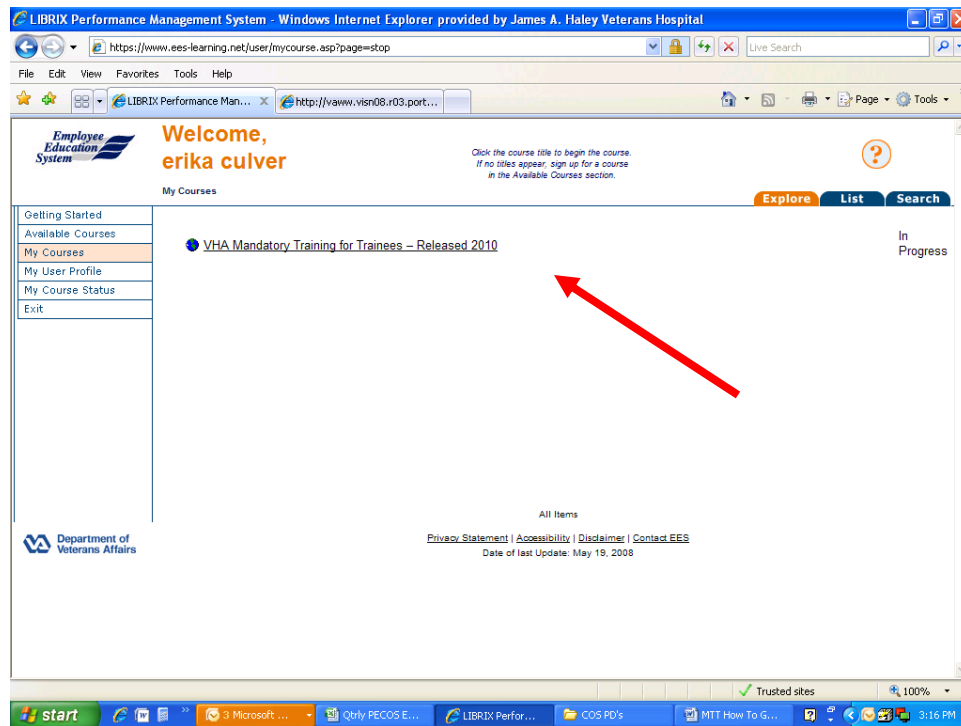 LIBRIX Performance Management System - Windows Internet Explorer provided by James A. Haley Veterans Hospital
https://www.ees-learning.net/user/mycourse.asp?page=stop
Live Search
File Edit View Favorites Tools Help
LIBRIX Performance Man... X http://vaww.visn08.r03.port... Page Tools
Employee
Education
System
Welcome,
erika culver
Click the course title to begin the course.
If no titles appear, sign up for a course
in the Available Courses section.
?
My Courses
Explore List Search
Getting Started
Available Courses
My Courses
My User Profile
My Course Status
Exit
VHA Mandatory Training for Trainees – Released 2010
In
Progress
All Items
Department of
Veterans Affairs
Privacy Statement | Accessibility | Disclaimer | Contact EES
Date of last Update: May 19, 2008
Trusted sites 100%
start 3 Microsoft ... Qtrly PECOS E... LIBRIX Perfor... COS PD's MTT How To G... 3:16 PM